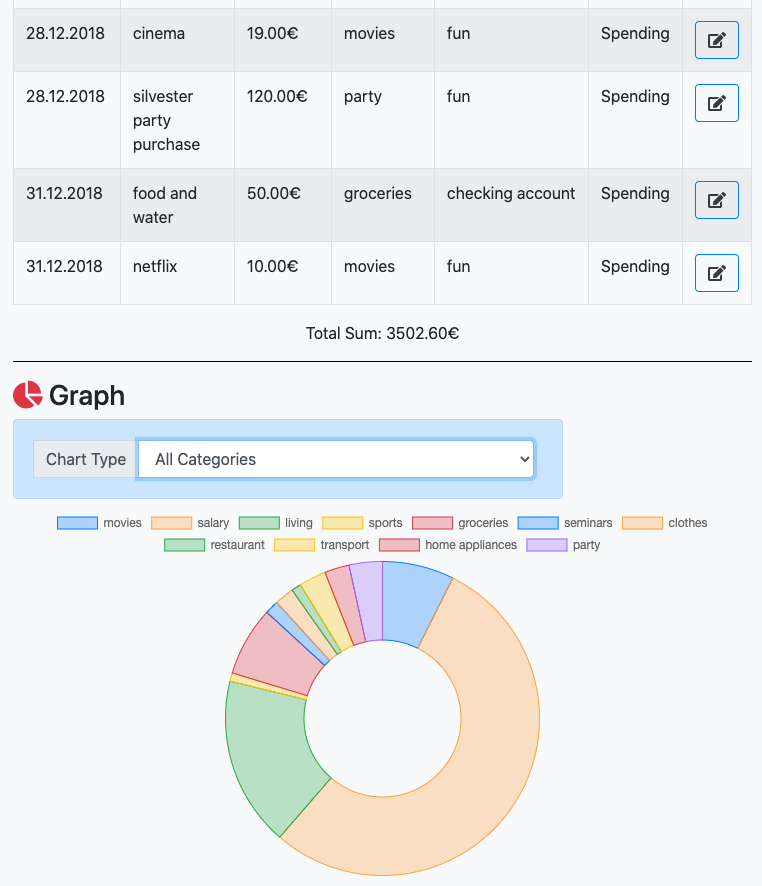 28.12.2018 cinema 19.00€ movies fun Spending
28.12.2018 silvester 120.00€ party fun Spending
party
purchase
31.12.2018 food and 50.00€ groceries checking account Spending
water
31.12.2018 netflix 10.00€ movies fun Spending
Total Sum: 3502.60€
Graph
Chart Type All Categories
movies salary living sports groceries seminars clothes
restaurant transport home appliances party